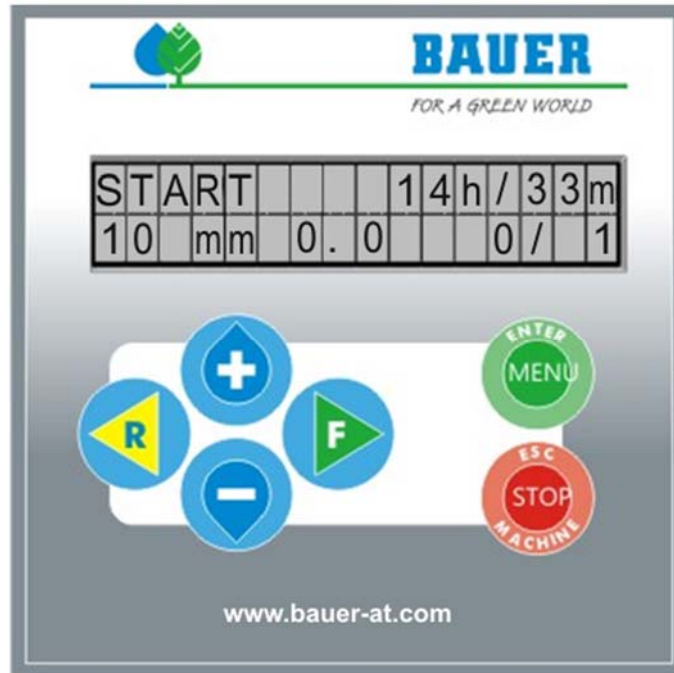 BAUER
FOR A GREEN WORLD
START 14h/33m
10 mm 0.0 0/ 1
+
R
F
−
ENTER
MENU
ESC
STOP
MACHINE
www.bauer-at.com